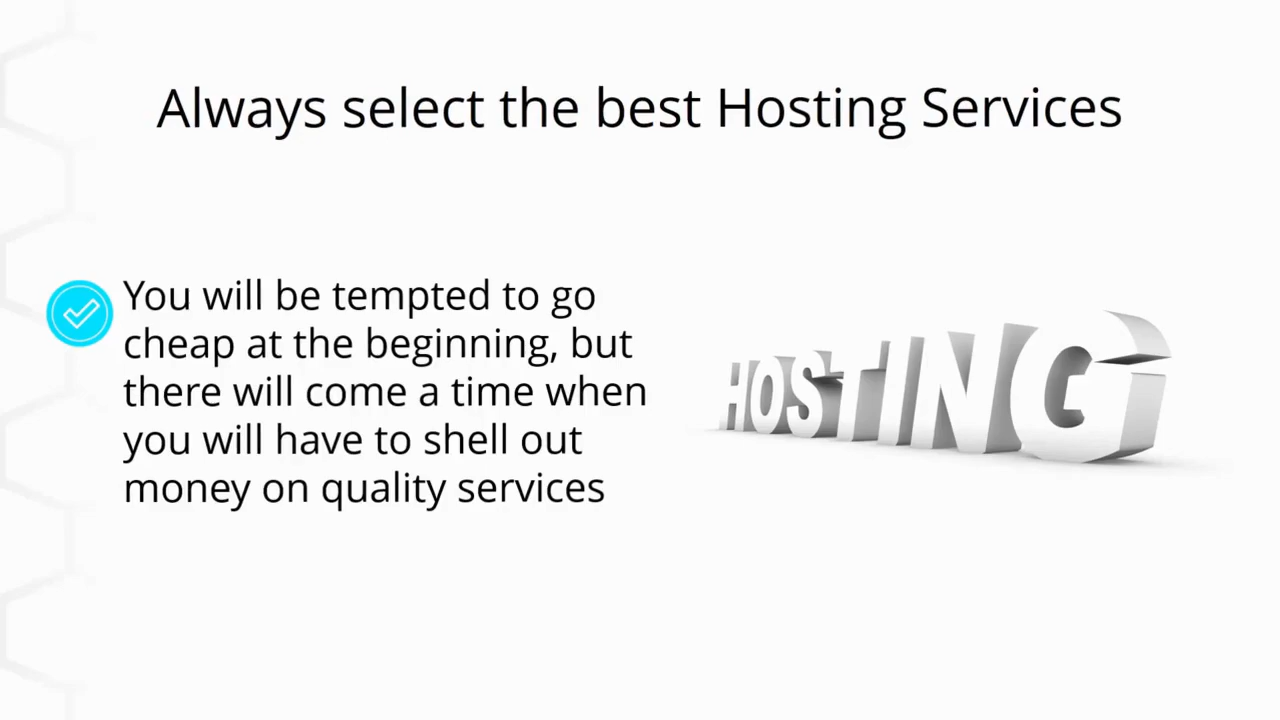 Always select the best Hosting Services
You will be tempted to go
cheap at the beginning, but
there will come a time when
you will have to shell out
money on quality services
HOSTING